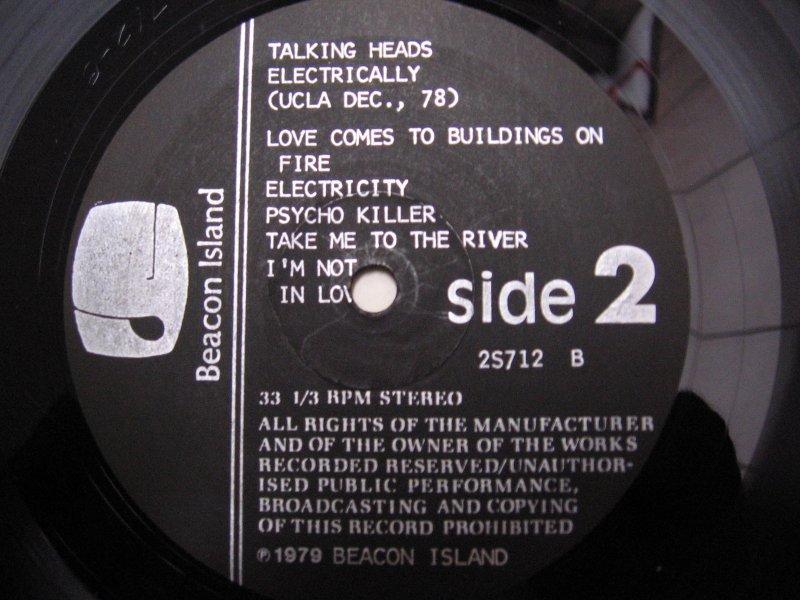 TALKING HEADS
ELECTRICALLY
(UCLA DEC., 78)
LOVE COMES TO BUILDINGS ON
FIRE
ELECTRICITY
PSYCHO KILLER
TAKE ME TO THE RIVER
I'M NOT
IN LOV
side 2
2S712 B
Beacon Island
33 1/3 RPM STEREO
ALL RIGHTS OF THE MANUFACTURER
AND OF THE OWNER OF THE WORKS
RECORDED RESERVED/UNAUTHOR-
ISED PUBLIC PERFORMANCE,
BROADCASTING AND COPYING
OF THIS RECORD PROHIBITED
℗1979 BEACON ISLAND